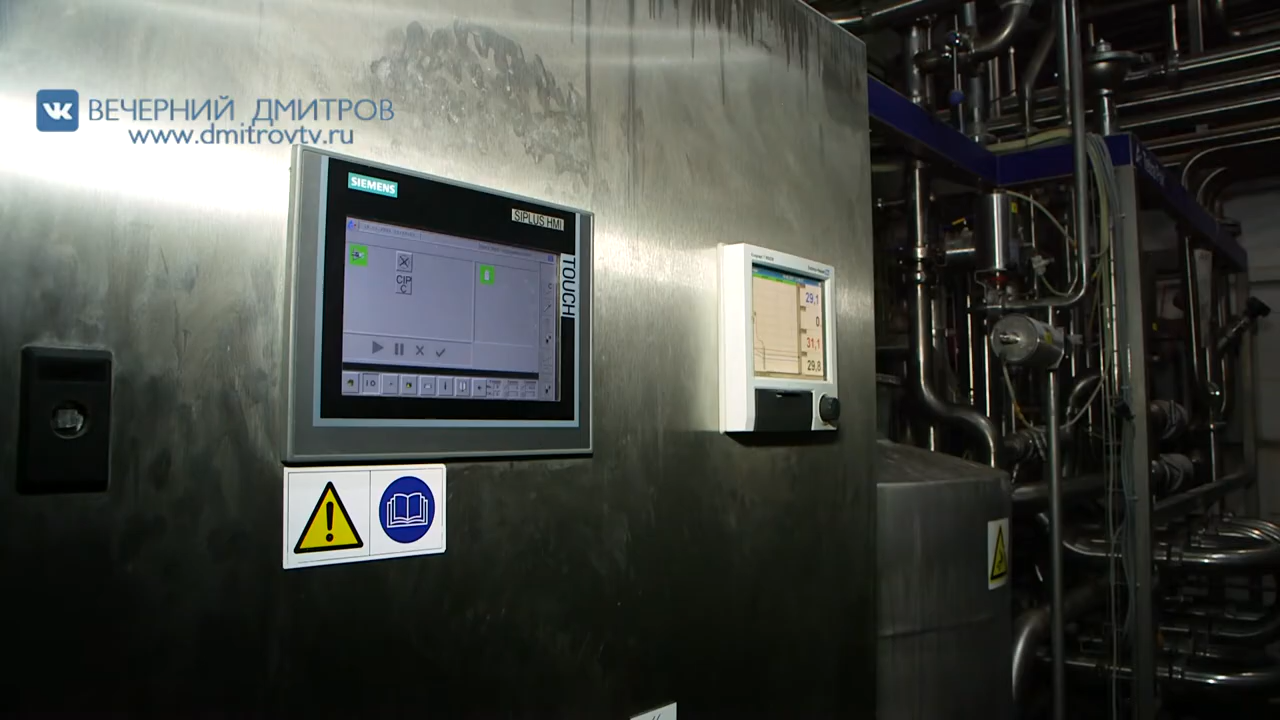 ВЕЧЕРНИЙ ДМИТРОВ
www.dmitrovtv.ru
SIEMENS
SIPLUS HMI
TOUCH
CIP
C
29,1
0
31,1
29,8